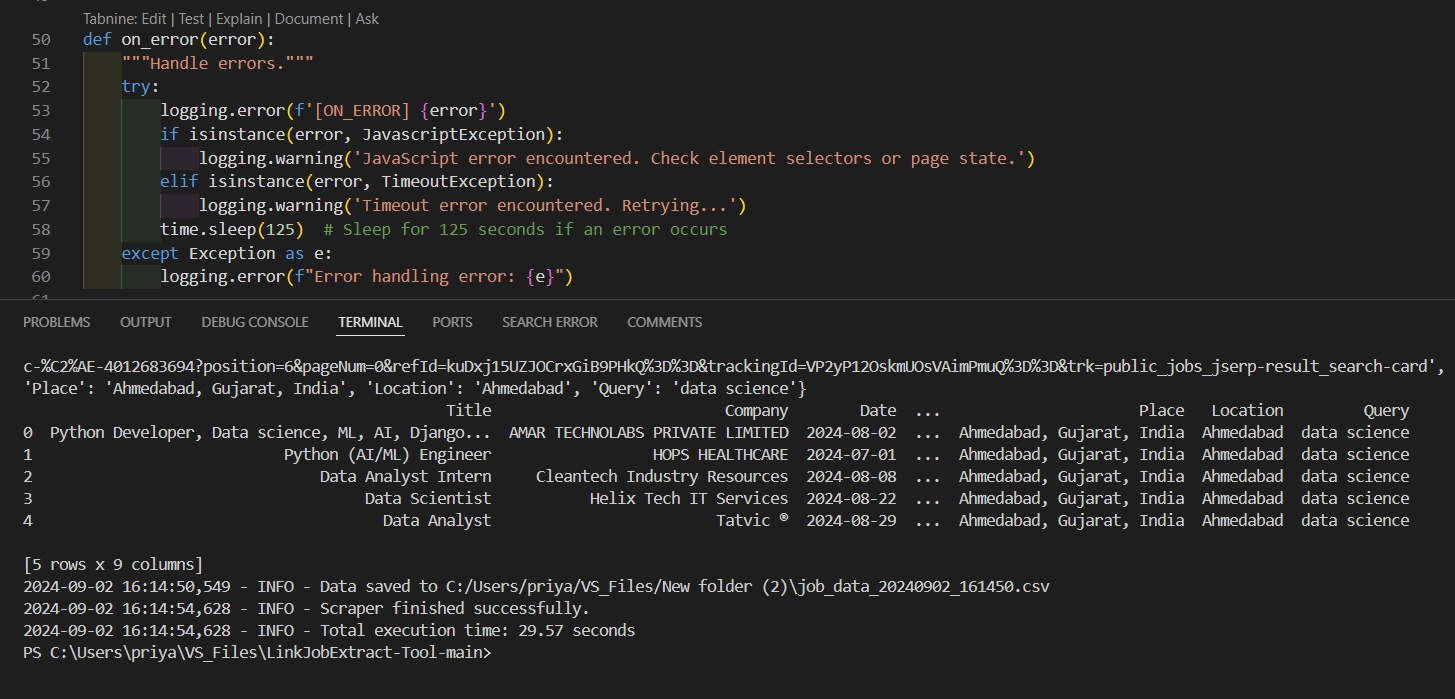 Tabnine: Edit | Test | Explain | Document | Ask
50 def on_error(error):
51 """Handle errors."""
52 try:
53 logging.error(f'[ON_ERROR] {error}')
54 if isinstance(error, JavascriptException):
55 logging.warning('JavaScript error encountered. Check element selectors or page state.')
56 elif isinstance(error, TimeoutException):
57 logging.warning('Timeout error encountered. Retrying...')
58 time.sleep(125)  # Sleep for 125 seconds if an error occurs
59 except Exception as e:
60 logging.error(f"Error handling error: {e}")
PROBLEMS OUTPUT DEBUG CONSOLE TERMINAL PORTS SEARCH ERROR COMMENTS
c-%C2%AE-4012683694?position=6&pageNum=0&refId=kuDxj15UZJOCrxGiB9PHkQ%3D%3D&trackingId=VP2yP12OskmUOsVAimPmuQ%3D%3D&trk=public_jobs_jserp-result_search-card',
'Place': 'Ahmedabad, Gujarat, India', 'Location': 'Ahmedabad', 'Query': 'data science'}
Title Company Date ... Place Location Query
0 Python Developer, Data science, ML, AI, Django... AMAR TECHNOLABS PRIVATE LIMITED 2024-08-02 ... Ahmedabad, Gujarat, India Ahmedabad data science
1 Python (AI/ML) Engineer HOPS HEALTHCARE 2024-07-01 ... Ahmedabad, Gujarat, India Ahmedabad data science
2 Data Analyst Intern Cleantech Industry Resources 2024-08-08 ... Ahmedabad, Gujarat, India Ahmedabad data science
3 Data Scientist Helix Tech IT Services 2024-08-22 ... Ahmedabad, Gujarat, India Ahmedabad data science
4 Data Analyst Tatvic ® 2024-08-29 ... Ahmedabad, Gujarat, India Ahmedabad data science
[5 rows x 9 columns]
2024-09-02 16:14:50,549 - INFO - Data saved to C:/Users/priya/VS_Files/New folder (2)\job_data_20240902_161450.csv
2024-09-02 16:14:54,628 - INFO - Scraper finished successfully.
2024-09-02 16:14:54,628 - INFO - Total execution time: 29.57 seconds
PS C:\Users\priya\VS_Files\LinkJobExtract-Tool-main>